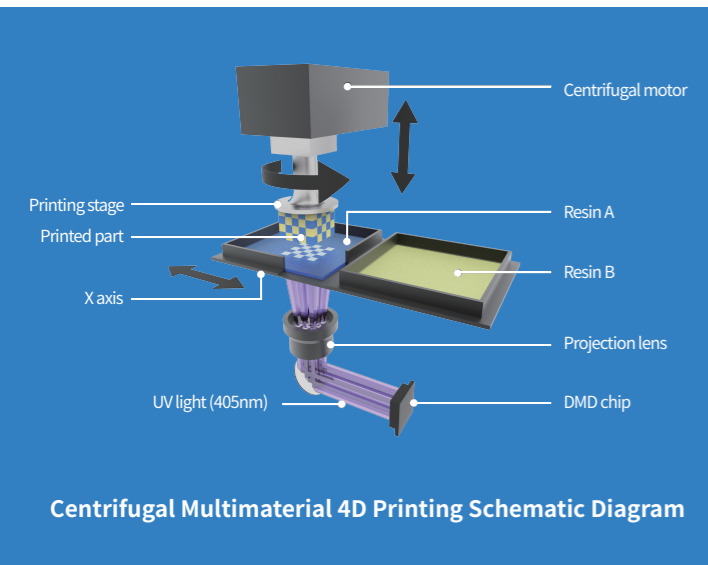 Centrifugal motor
Printing stage
Resin A
Printed part
Resin B
X axis
Projection lens
UV light (405nm)
DMD chip
Centrifugal Multimaterial 4D Printing Schematic Diagram